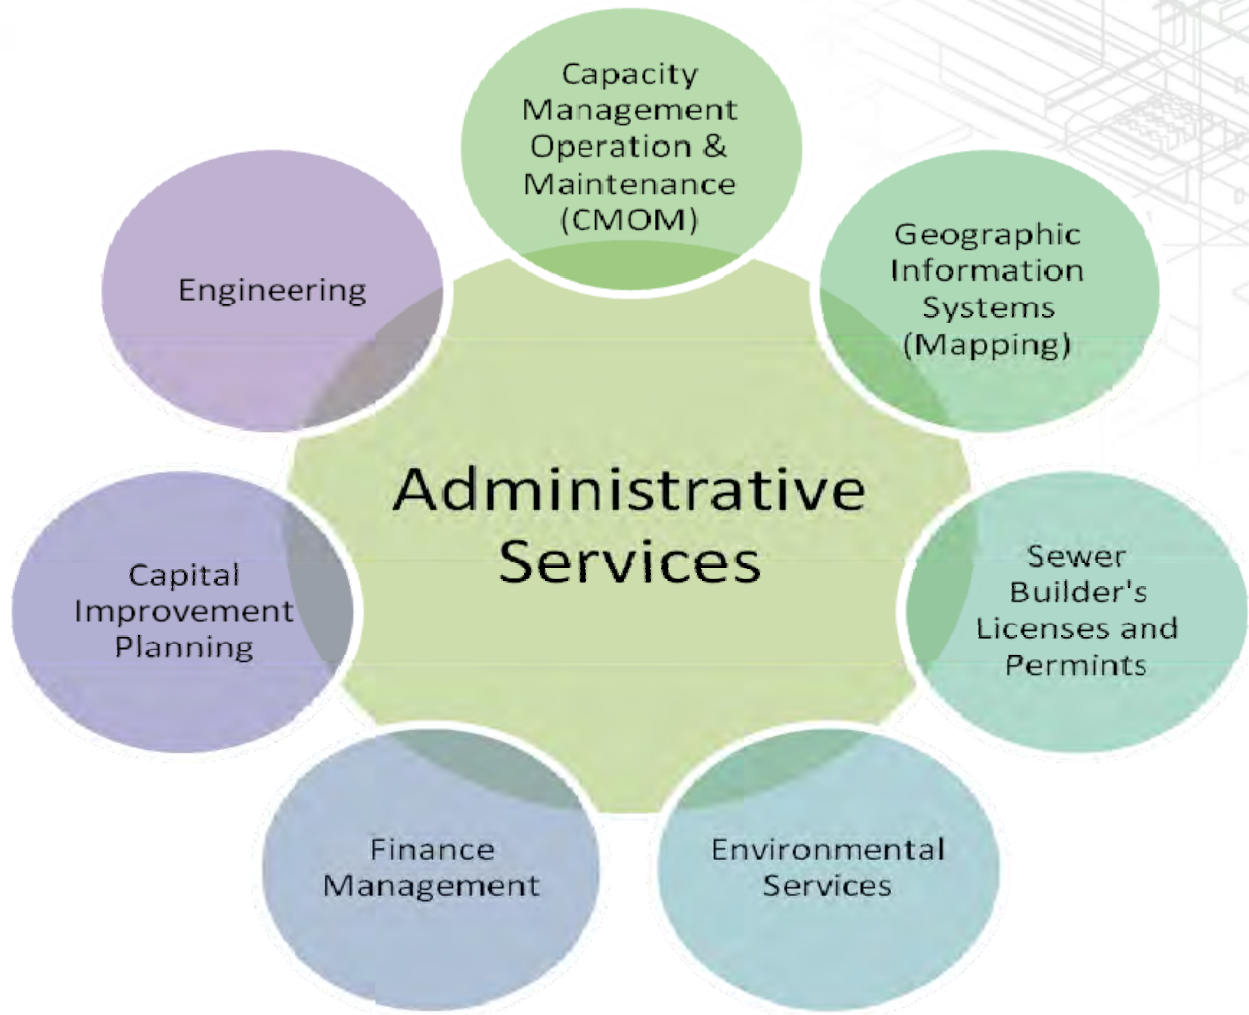 Capacity
Management
Operation &
Maintenance
(CMOM)
Geographic
Information
Systems
(Mapping)
Engineering
Administrative
Services
Sewer
Builder's
Licenses and
Permints
Capital
Improvement
Planning
Finance
Management
Environmental
Services